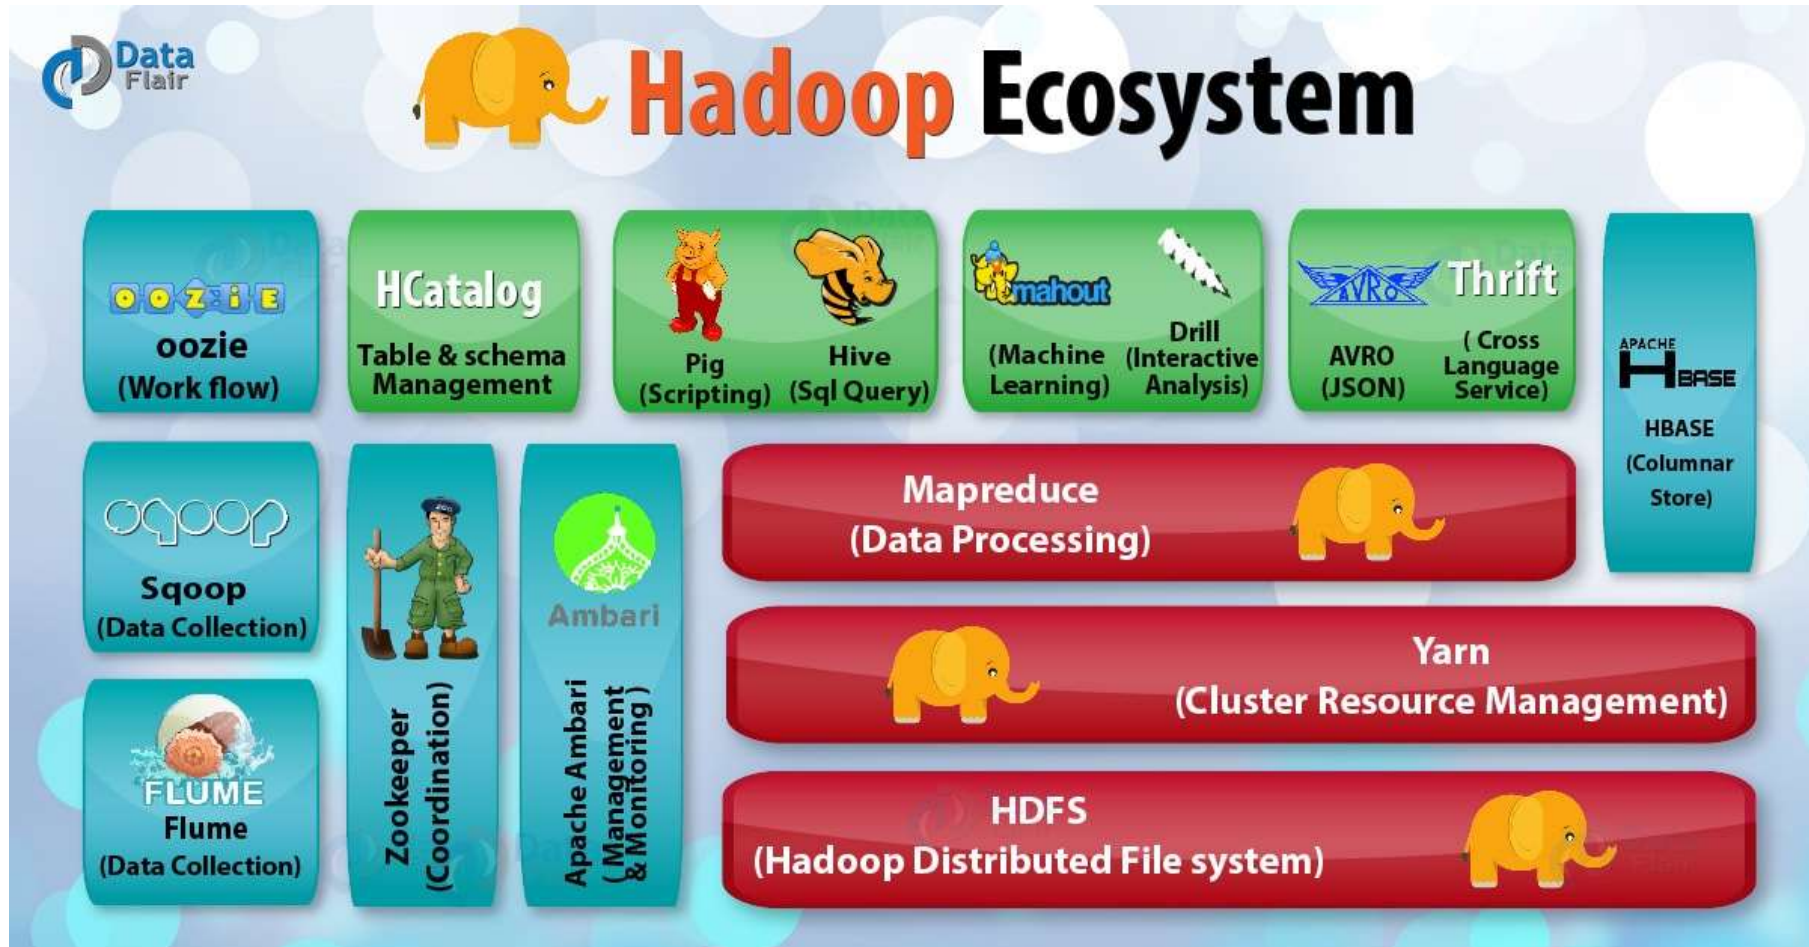 Data
Flair
Hadoop Ecosystem
OOZiE
oozie
(Work flow)
HCatalog
Table & schema
Management
Pig
(Scripting)
Hive
(Sql Query)
mahout
(Machine
Learning)
Drill
(Interactive
Analysis)
AVRO
AVRO
(JSON)
Thrift
( Cross
Language
Service)
APACHE
HBASE
HBASE
(Columnar
Store)
sqoop
Sqoop
(Data Collection)
FLUME
Flume
(Data Collection)
Zookeeper
(Coordination)
Ambari
Apache Ambari
( Management
& Monitoring )
Mapreduce
(Data Processing)
Yarn
(Cluster Resource Management)
HDFS
(Hadoop Distributed File system)